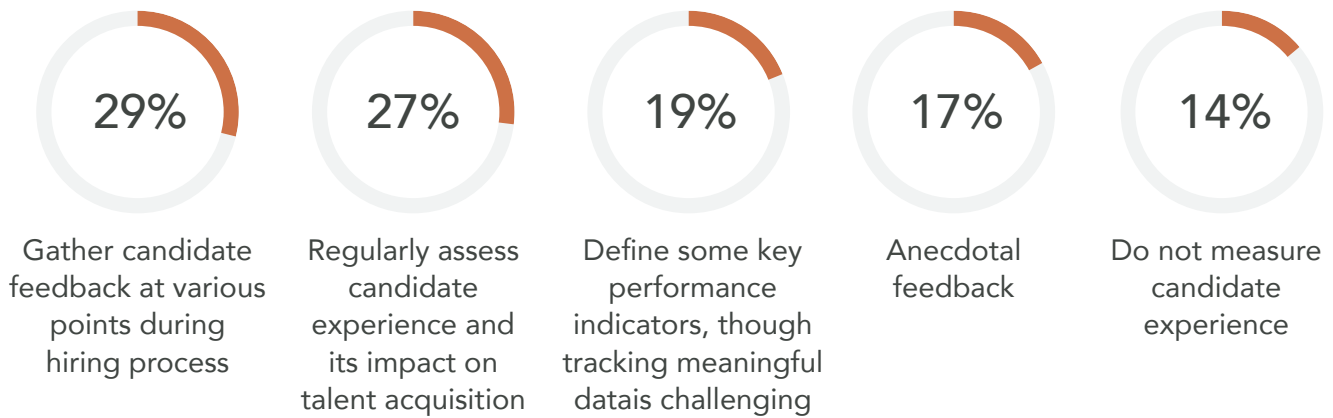 29%
Gather candidate
feedback at various
points during
hiring process
27%
Regularly assess
candidate
experience and
its impact on
talent acquisition
19%
Define some key
performance
indicators, though
tracking meaningful
datais challenging
17%
Anecdotal
feedback
14%
Do not measure
candidate
experience